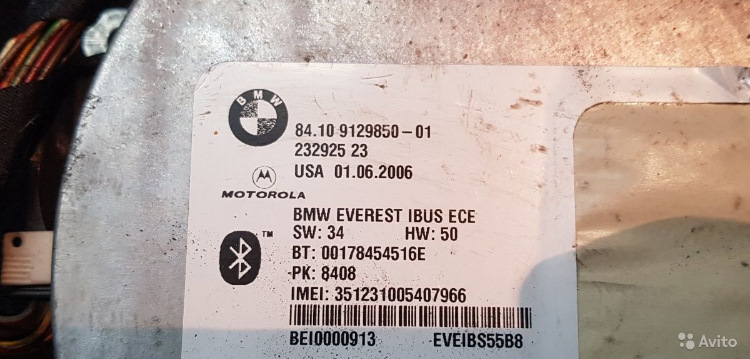 BMW
84.10 9129850-01
232925 23
USA 01.06.2006
MOTOROLA
BMW EVEREST IBUS ECE
SW: 34 HW: 50
TM
BT: 00178454516E
PK: 8408
IMEI: 351231005407966
BEI0000913 EVEIBS55B8
Avito